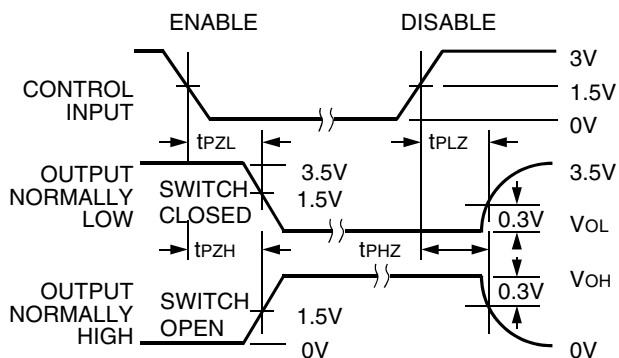 ENABLE
DISABLE
CONTROL
INPUT
3V
1.5V
0V
tPZL
tPLZ
OUTPUT
NORMALLY
LOW
SWITCH
CLOSED
3.5V
1.5V
3.5V
0.3V
VOL
tPZH
tPHZ
OUTPUT
NORMALLY
HIGH
SWITCH
OPEN
1.5V
0V
VOH
0.3V
0V